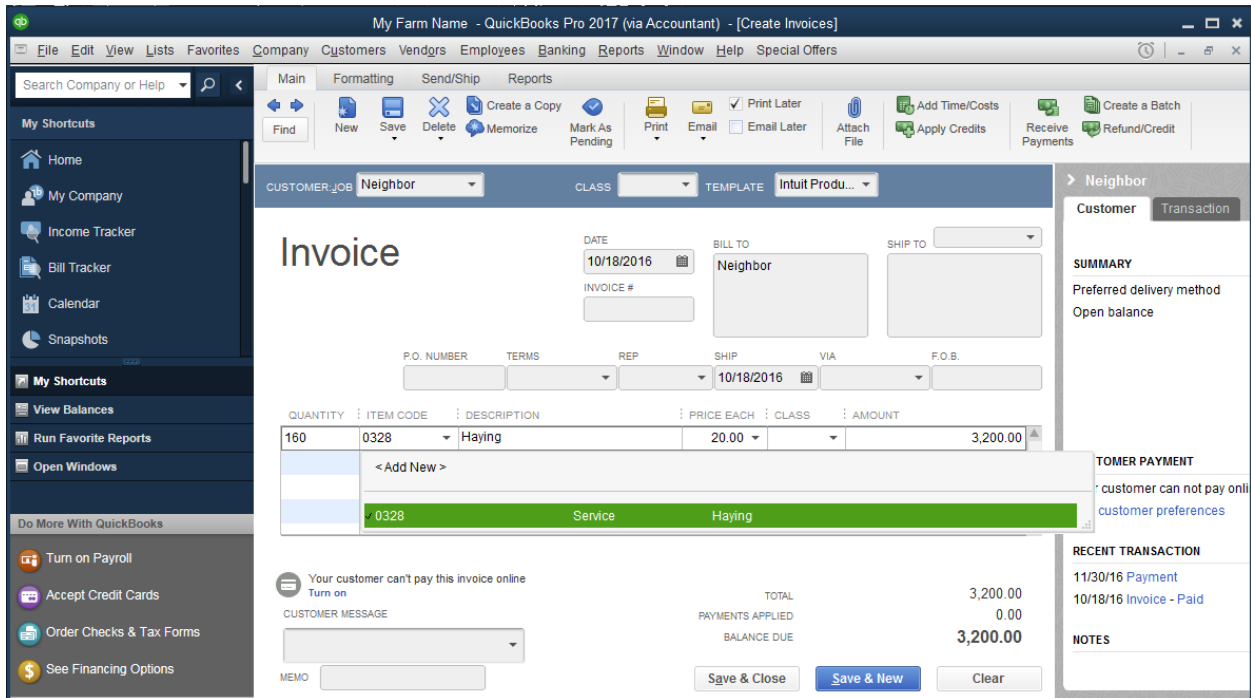 qb
My Farm Name - QuickBooks Pro 2017 (via Accountant) - [Create Invoices]
File Edit View Lists Favorites Company Customers Vendors Employees Banking Reports Window Help Special Offers
Search Company or Help
Main Formatting Send/Ship Reports
Find
New
Save
Delete
Create a Copy
Memorize
Mark As
Pending
Print
Email
Print Later
Email Later
Attach
File
Add Time/Costs
Apply Credits
Receive
Payments
Create a Batch
Refund/Credit
My Shortcuts
Home
My Company
Income Tracker
Bill Tracker
31
Calendar
Snapshots
My Shortcuts
View Balances
Run Favorite Reports
Open Windows
Do More With QuickBooks
Turn on Payroll
Accept Credit Cards
Order Checks & Tax Forms
$ See Financing Options
CUSTOMER:JOB Neighbor CLASS TEMPLATE Intuit Produ...
Invoice
DATE
10/18/2016
INVOICE #
BILL TO
Neighbor
SHIP TO
P.O. NUMBER TERMS REP SHIP VIA F.O.B.
10/18/2016
QUANTITY ITEM CODE DESCRIPTION PRICE EACH CLASS AMOUNT
160 0328 Haying 20.00 3,200.00
< Add New >
0328 Service Haying
Your customer can't pay this invoice online
Turn on
CUSTOMER MESSAGE
MEMO
TOTAL 3,200.00
PAYMENTS APPLIED 0.00
BALANCE DUE 3,200.00
Save & Close Save & New Clear
Neighbor
Customer Transaction
SUMMARY
Preferred delivery method
Open balance
TOMER PAYMENT
customer can not pay onli
customer preferences
RECENT TRANSACTION
11/30/16 Payment
10/18/16 Invoice - Paid
NOTES